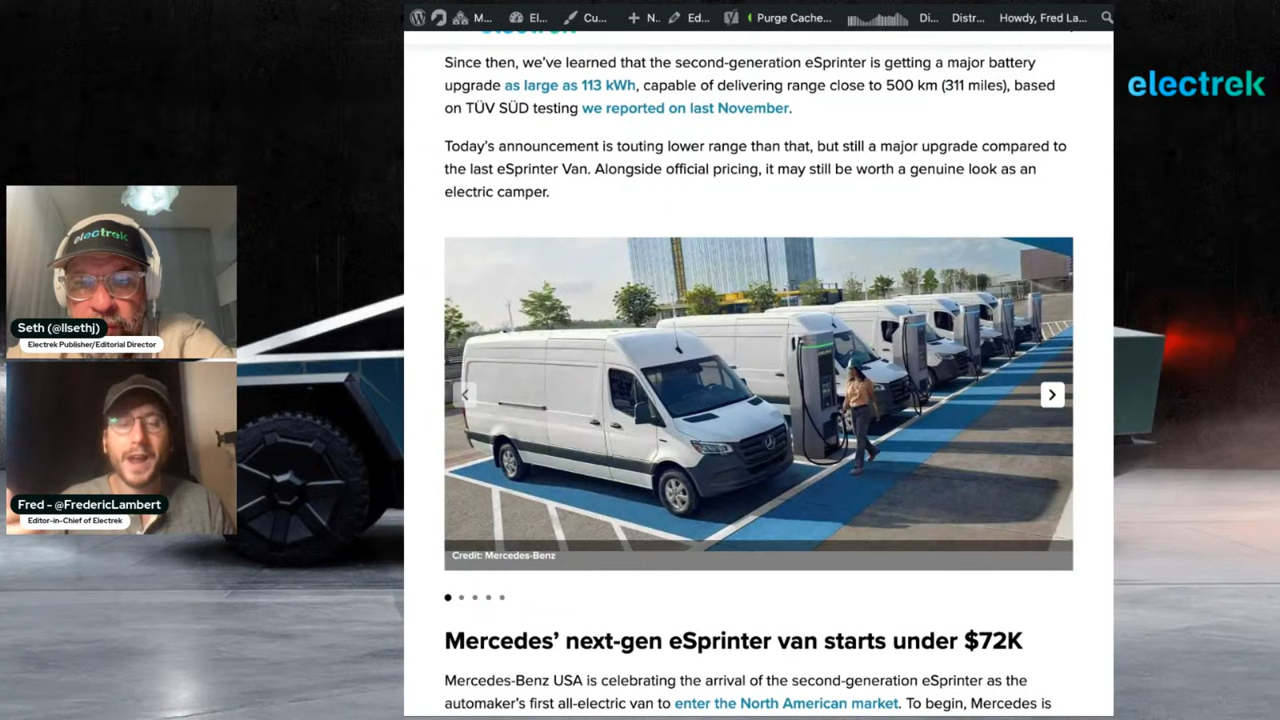 M...
El...
Cu...
N.
Ed...
Purge Cache...
Di...
Distr...
Howdy, Fred La...
electrek
Since then, we've learned that the second-generation eSprinter is getting a major battery
upgrade as large as 113 kWh, capable of delivering range close to 500 km (311 miles), based
on TÜV SÜD testing we reported on last November.
Today's announcement is touting lower range than that, but still a major upgrade compared to
the last eSprinter Van. Alongside official pricing, it may still be worth a genuine look as an
electric camper.
electrek
electrek
Seth (@llsethj)
Electrek Publisher/Editorial Director
Fred - @FredericLambert
Editor-in-Chief of Electrek
Credit: Mercedes-Benz
Mercedes' next-gen eSprinter van starts under $72K
Mercedes-Benz USA is celebrating the arrival of the second-generation eSprinter as the
automaker's first all-electric van to enter the North American market. To begin, Mercedes is